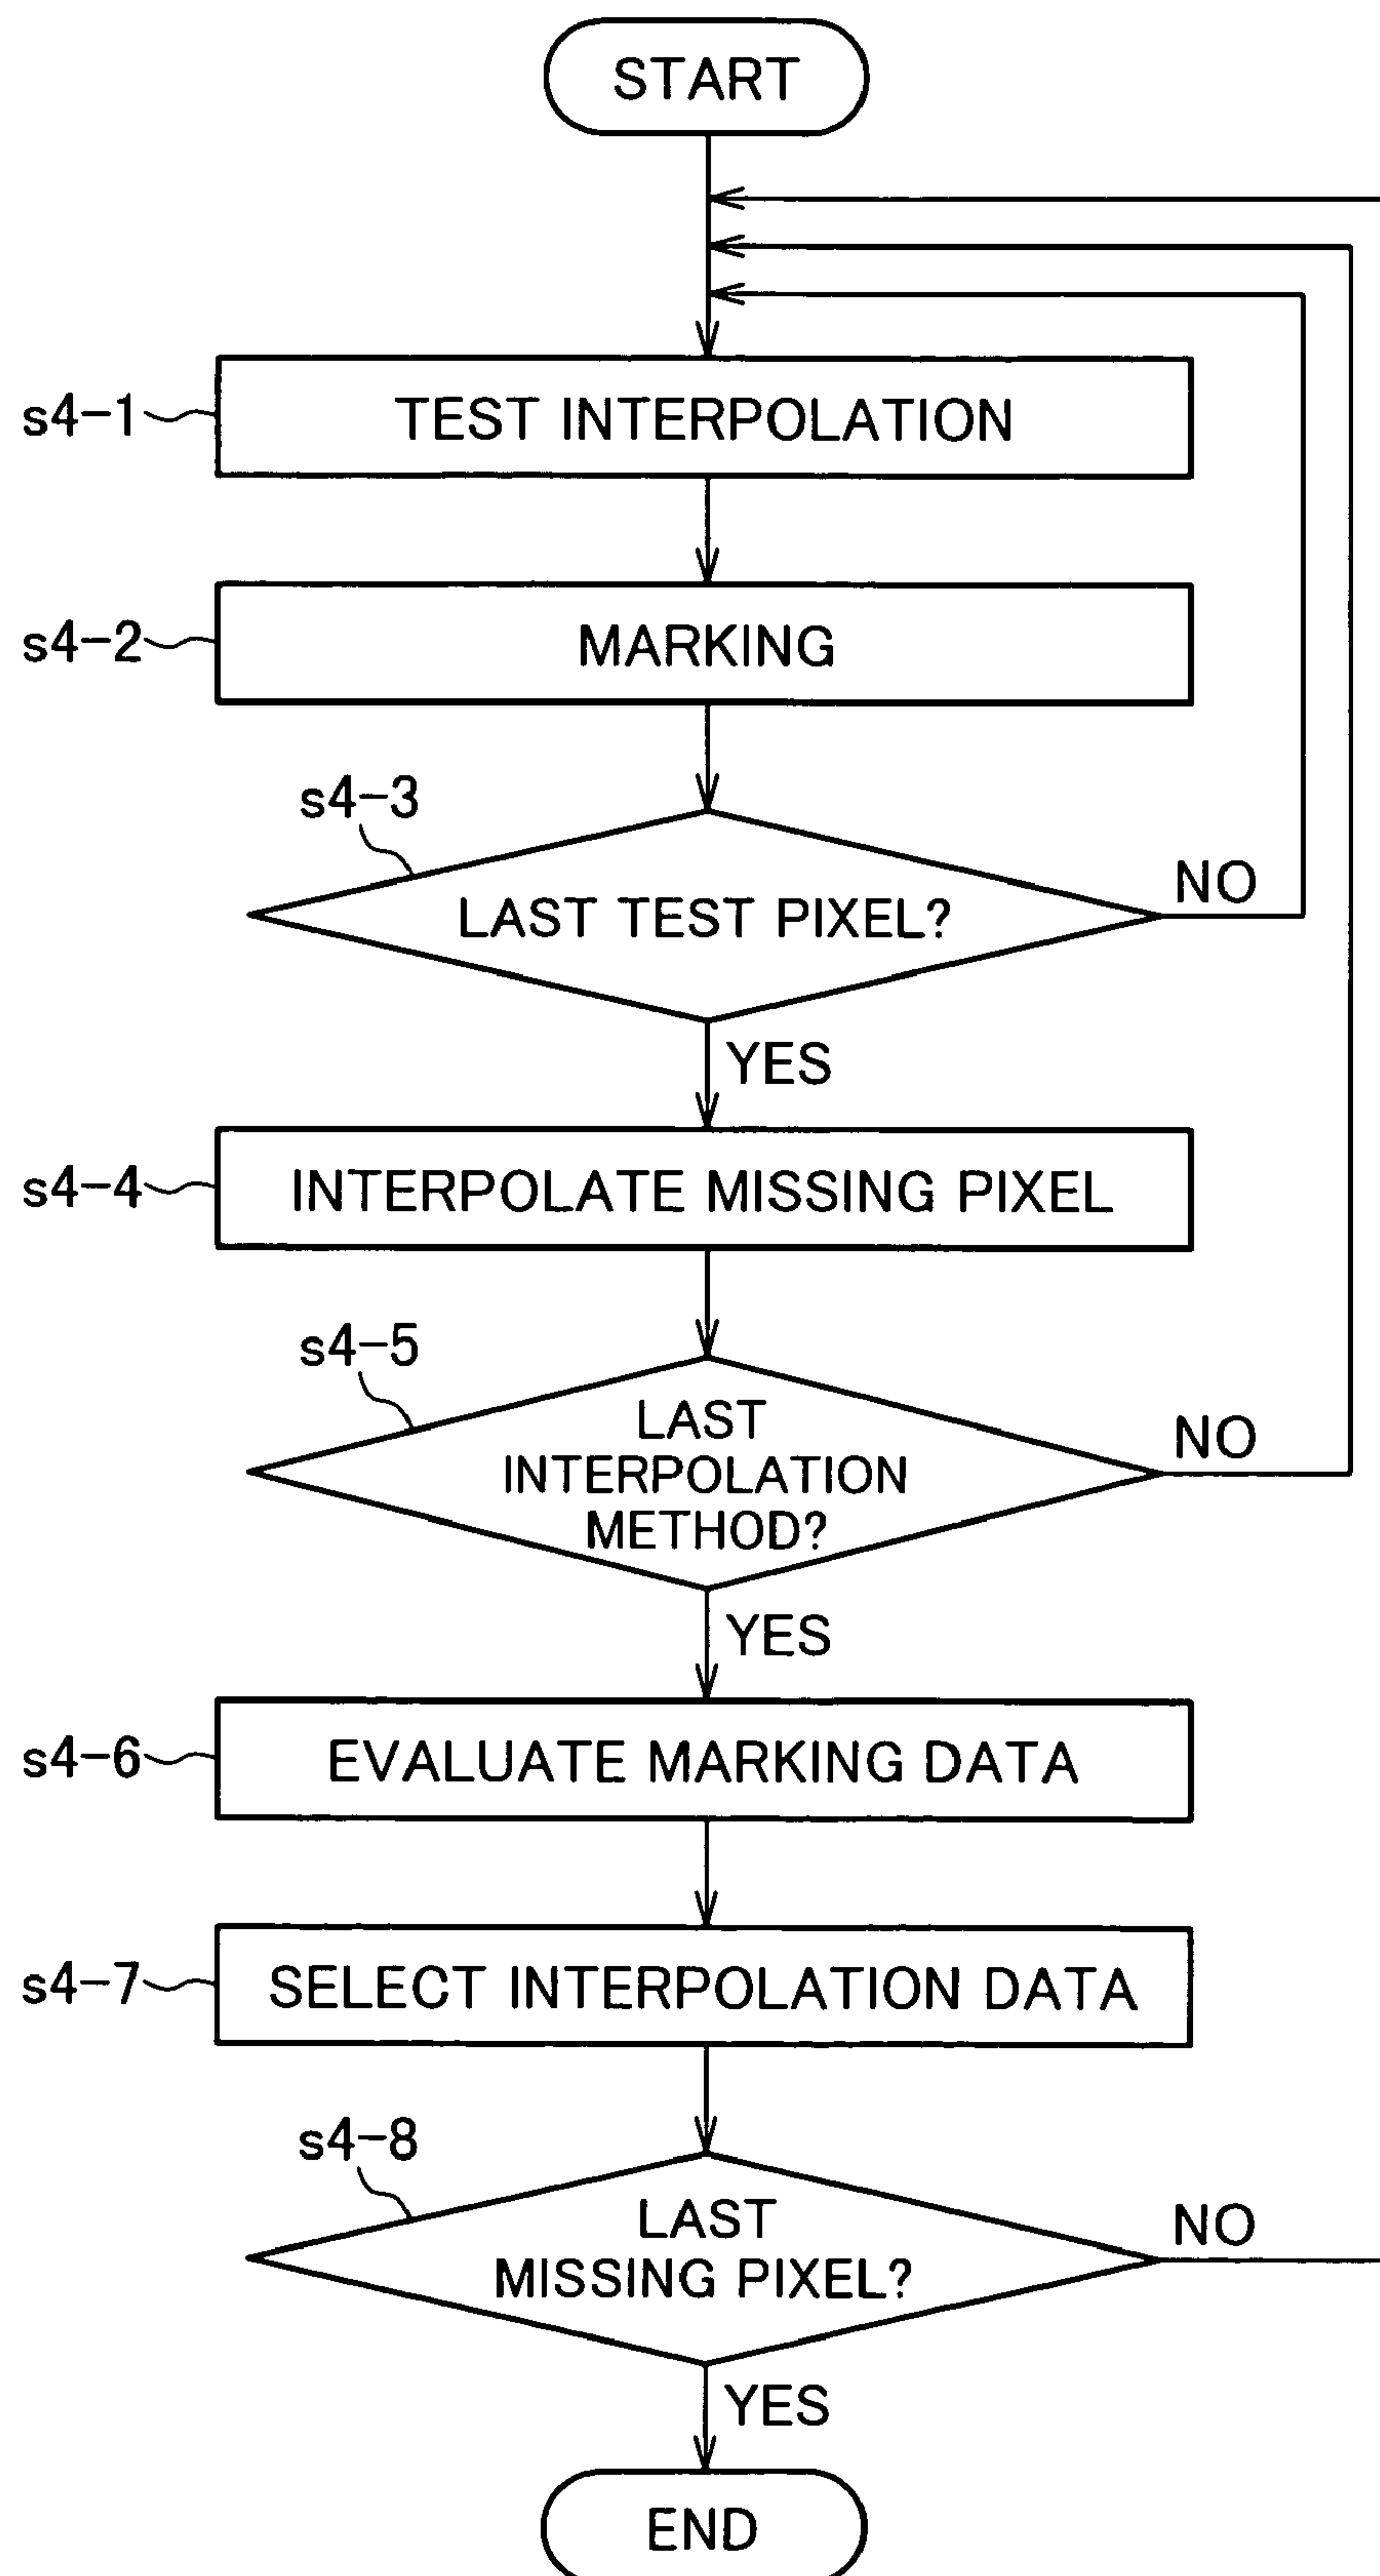 START
s4-1
TEST INTERPOLATION
s4-2
MARKING
s4-3
LAST TEST PIXEL?
NO
YES
s4-4
INTERPOLATE MISSING PIXEL
s4-5
LAST
INTERPOLATION
METHOD?
NO
YES
s4-6
EVALUATE MARKING DATA
s4-7
SELECT INTERPOLATION DATA
s4-8
LAST
MISSING PIXEL?
NO
YES
END